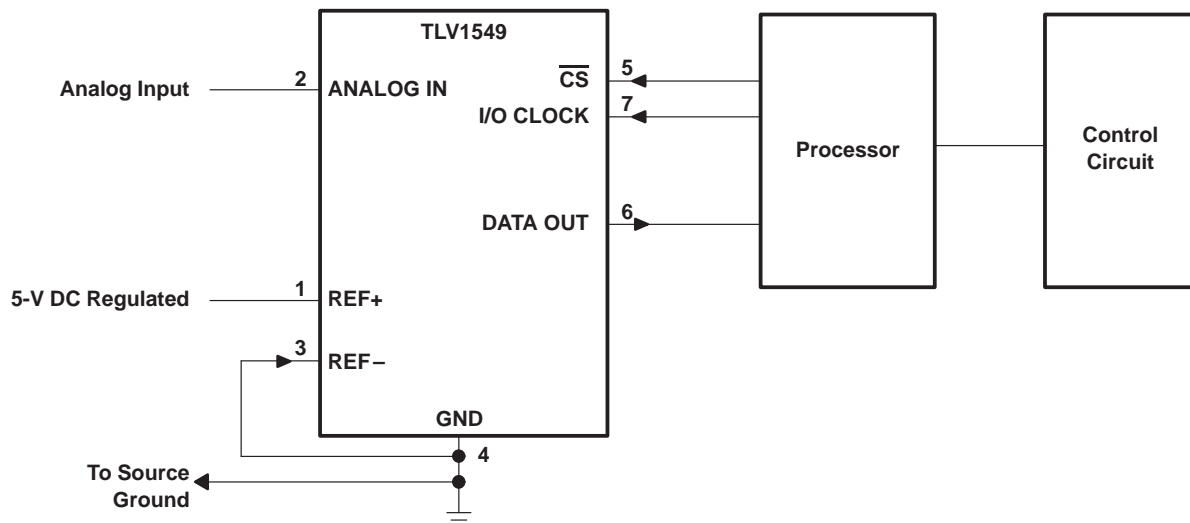 TLV1549
Analog Input
2
ANALOG IN
CS
5
I/O CLOCK
7
DATA OUT
6
5-V DC Regulated
1
REF+
3
REF–
GND
4
To Source
Ground
Processor
Control
Circuit